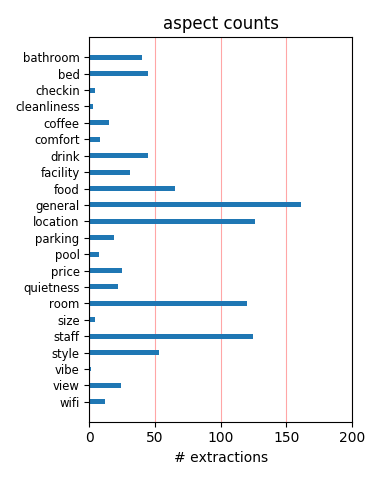 aspect counts
bathroom
bed
checkin
cleanliness
coffee
comfort
drink
facility
food
general
location
parking
pool
price
quietness
room
size
staff
style
vibe
view
wifi
0 50 100 150 200
# extractions